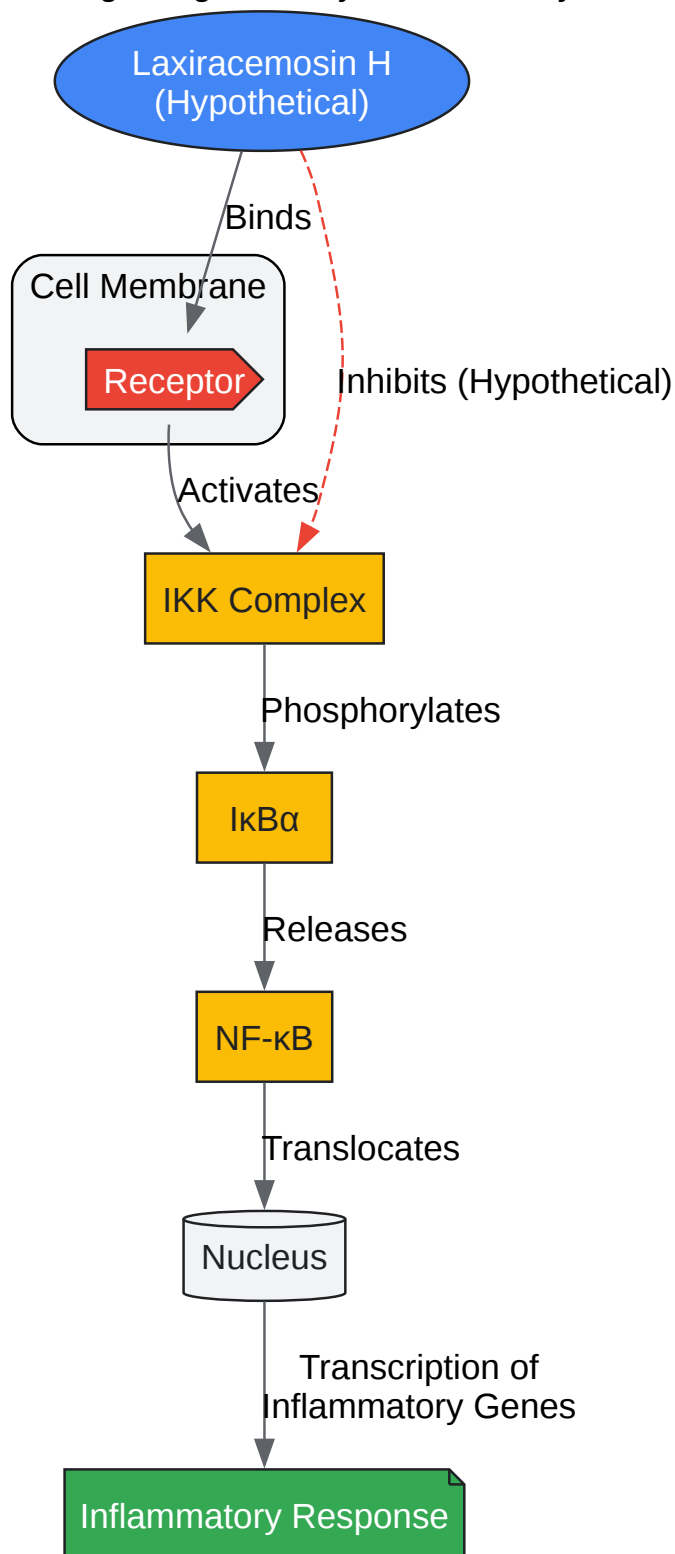 Laxiracemosin H
(Hypothetical)
Binds
Cell Membrane
Receptor
Inhibits (Hypothetical)
Activates
IKK Complex
Phosphorylates
IκBα
Releases
NF-κB
Translocates
Nucleus
Transcription of
Inflammatory Genes
Inflammatory Response